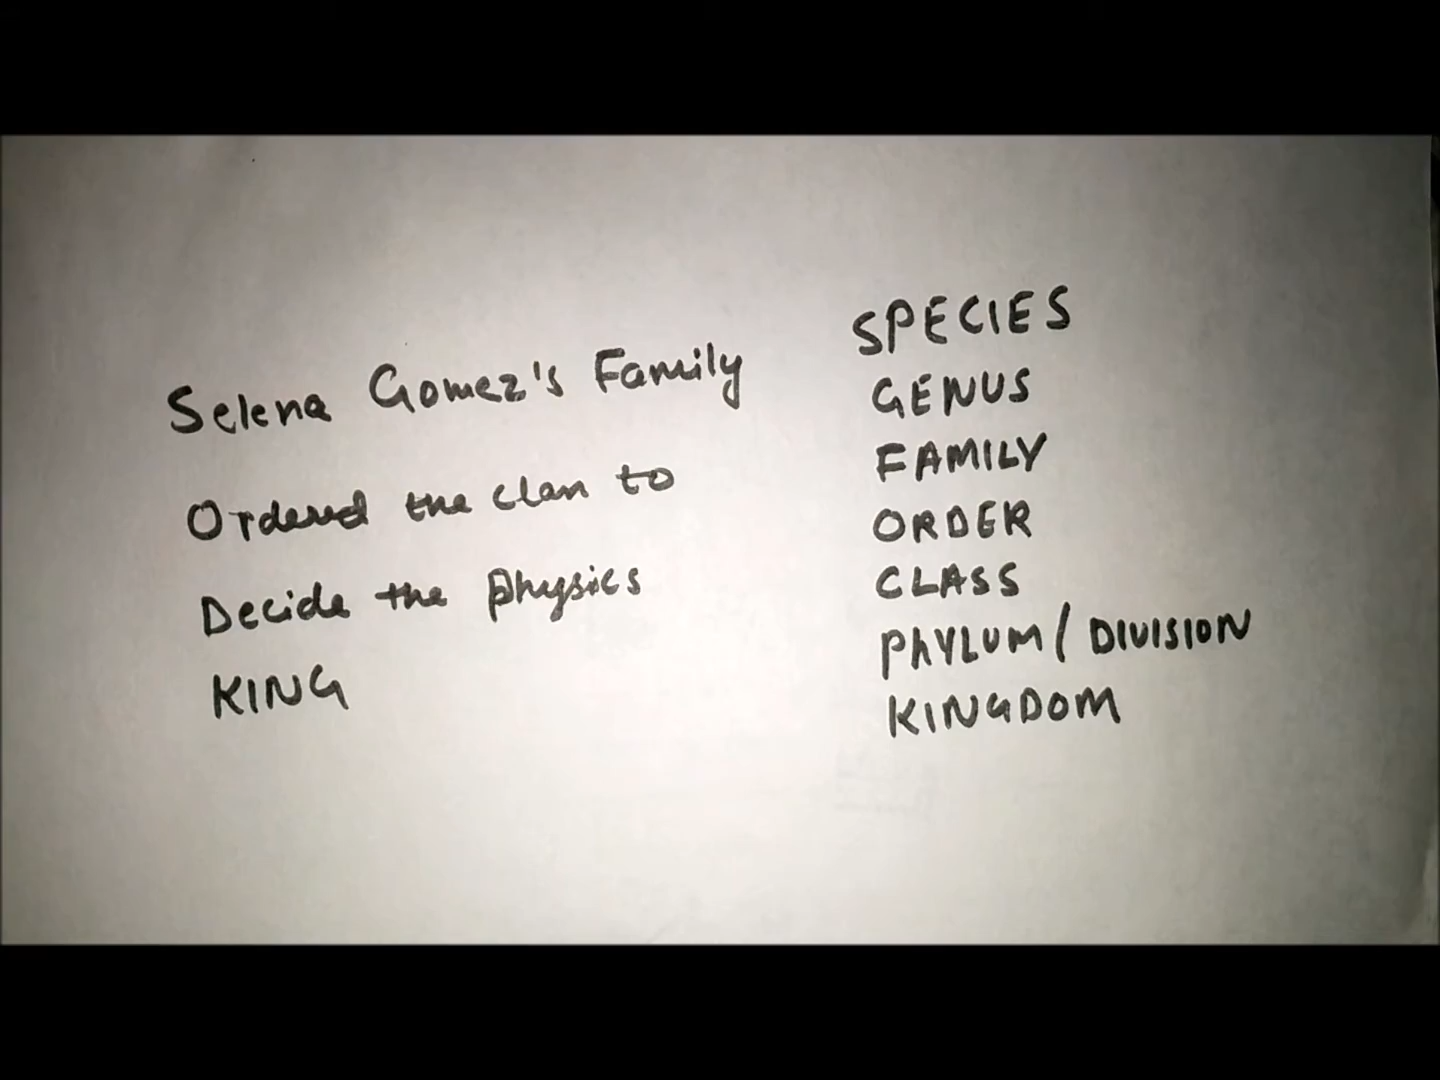 Selena Gomez's Family
Ordered the clan to
Decide the physics
KING
SPECIES
GENUS
FAMILY
ORDER
CLASS
PHYLUM/ DIVISION
KINGDOM